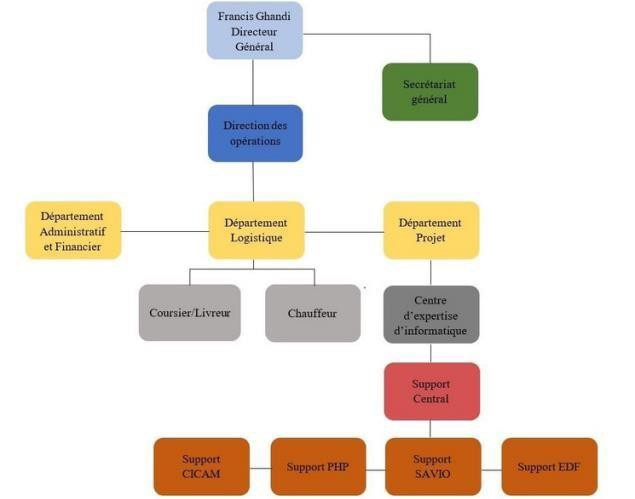 Francis Ghandi
Directeur
Général
Secrétariat
général
Direction des
opérations
Département
Administratif
et Financier
Département
Logistique
Département
Projet
Coursier/Livreur
Chauffeur
Centre
d’expertise
d’informatique
Support
Central
Support
CICAM
Support PHP
Support
SAVIO
Support EDF